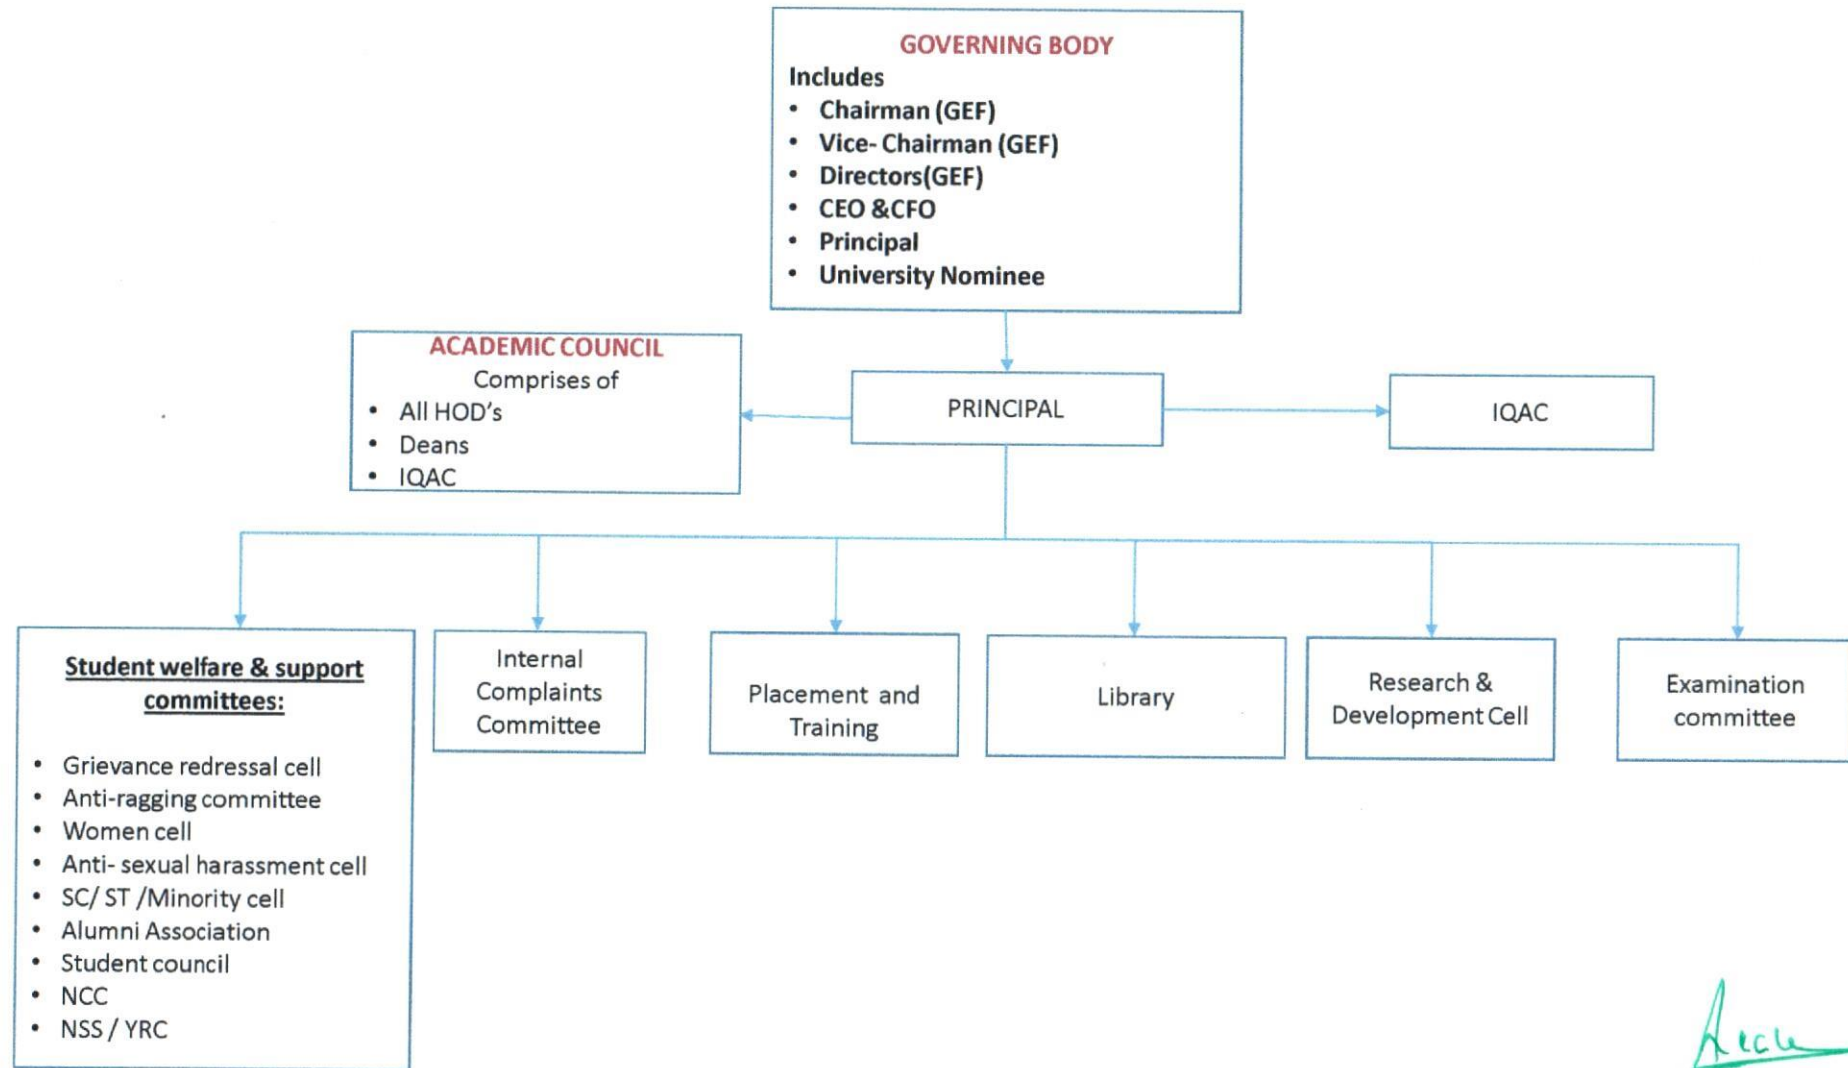 GOVERNING BODY
Includes
• Chairman (GEF)
• Vice- Chairman (GEF)
• Directors(GEF)
• CEO &CFO
• Principal
• University Nominee
ACADEMIC COUNCIL
Comprises of
• All HOD's
• Deans
• IQAC
PRINCIPAL
IQAC
Student welfare & support
committees:
• Grievance redressal cell
• Anti-ragging committee
• Women cell
• Anti- sexual harassment cell
• SC/ ST /Minority cell
• Alumni Association
• Student council
• NCC
• NSS / YRC
Internal
Complaints
Committee
Placement and
Training
Library
Research &
Development Cell
Examination
committee